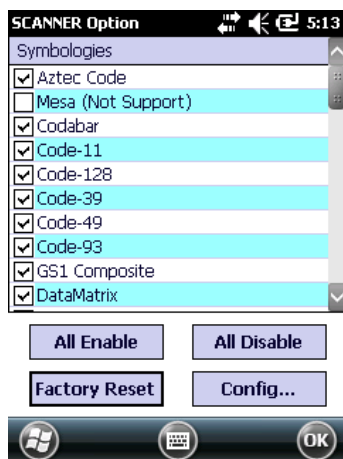 SCANNER Option 5:13
Symbologies
Aztec Code
Mesa (Not Support)
Codabar
Code-11
Code-128
Code-39
Code-49
Code-93
GS1 Composite
DataMatrix
All Enable All Disable
Factory Reset Config...
OK